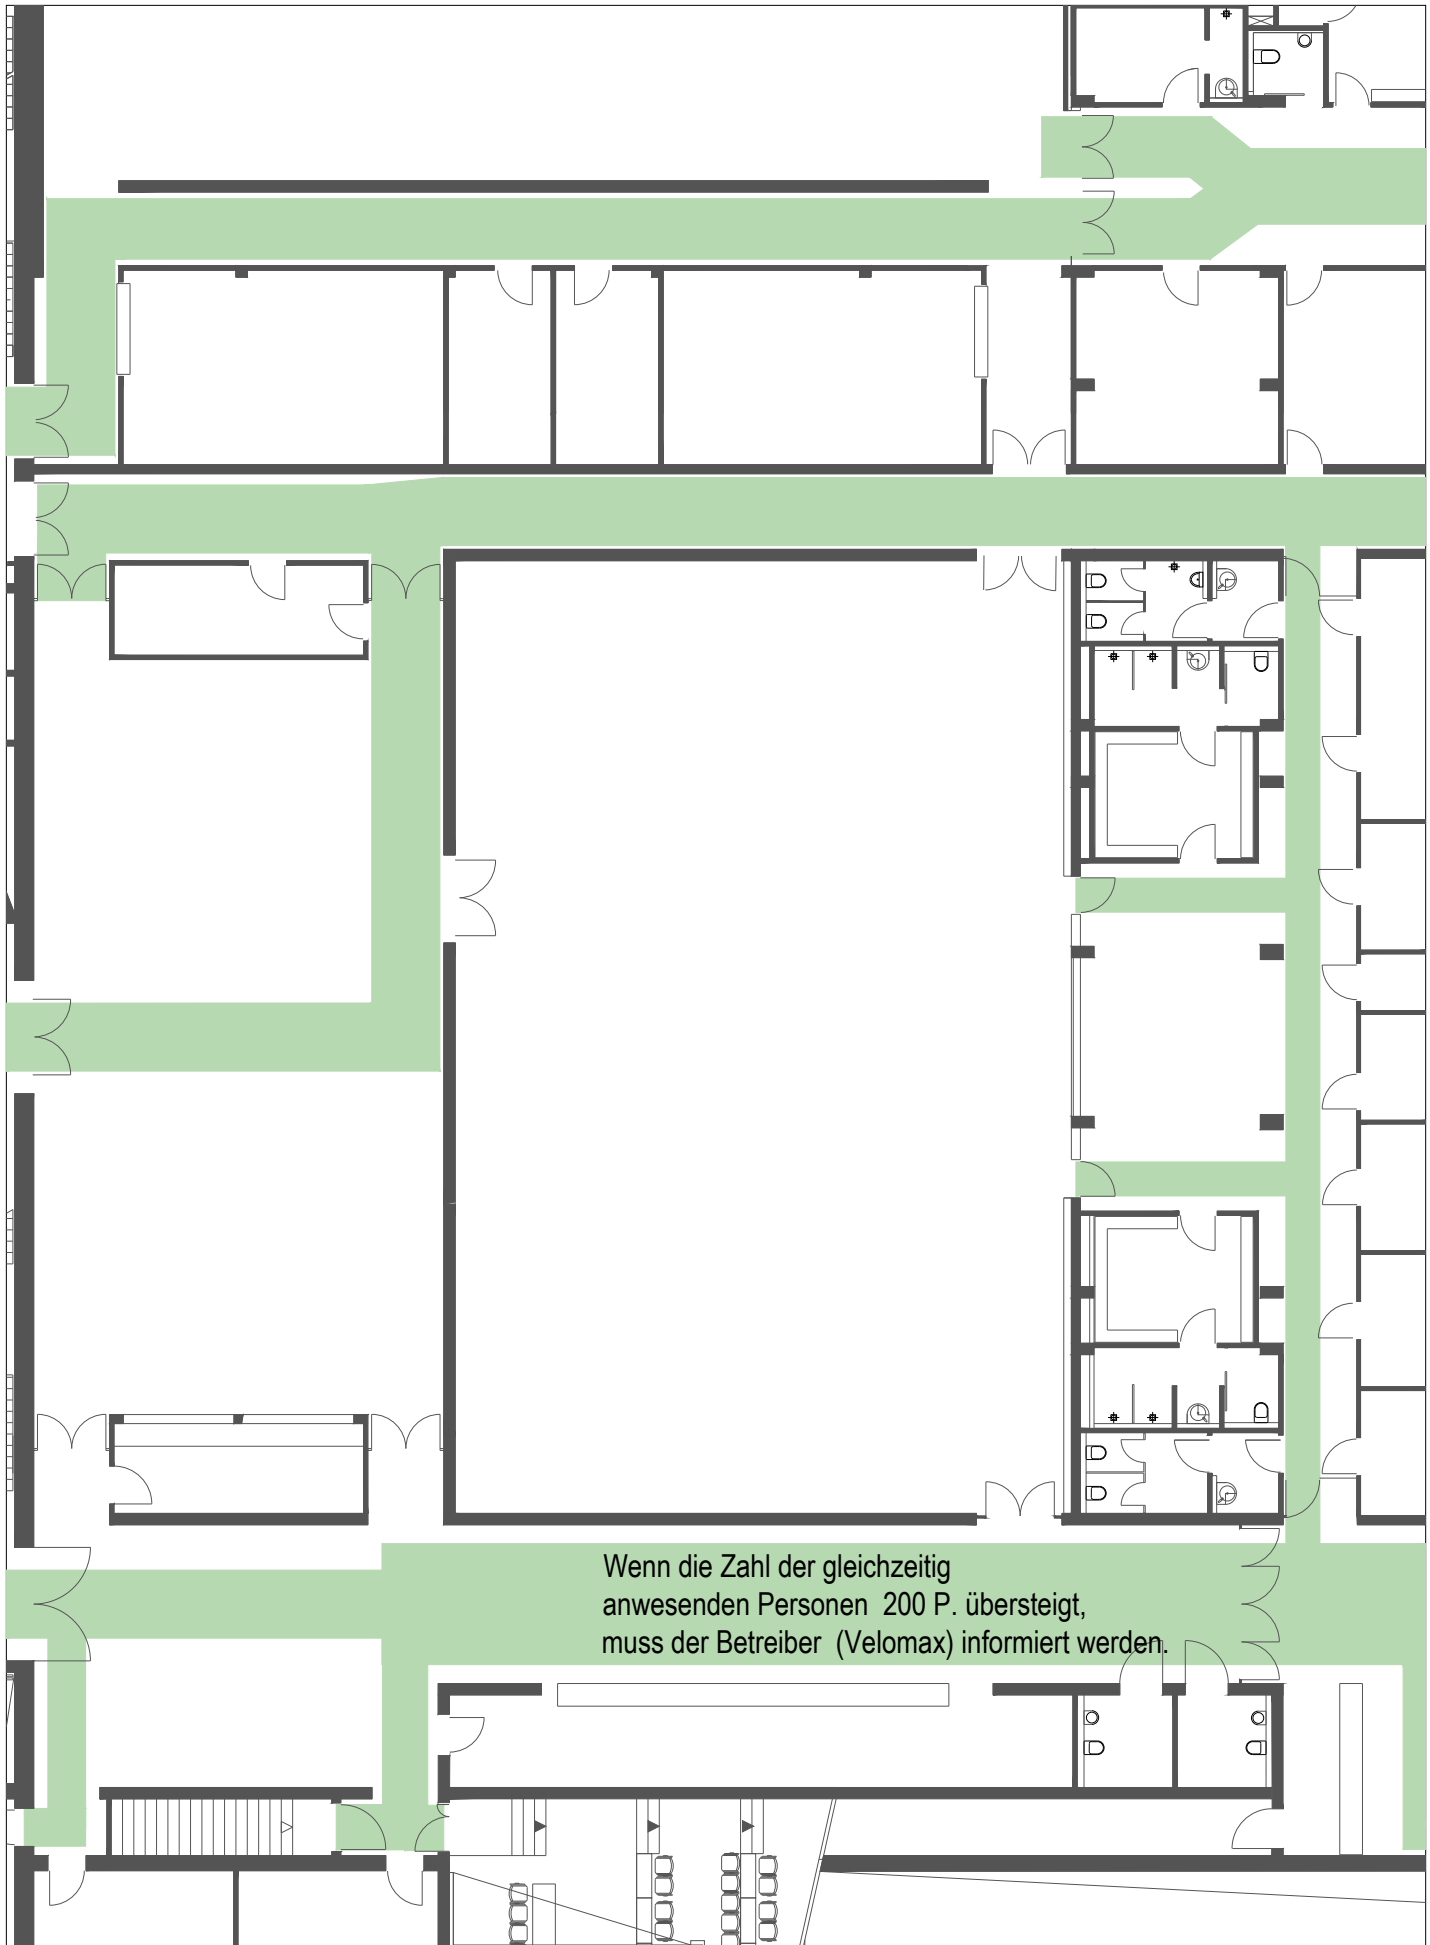 Wenn die Zahl der gleichzeitig
anwesenden Personen 200 P. übersteigt,
muss der Betreiber (Velomax) informiert werden.